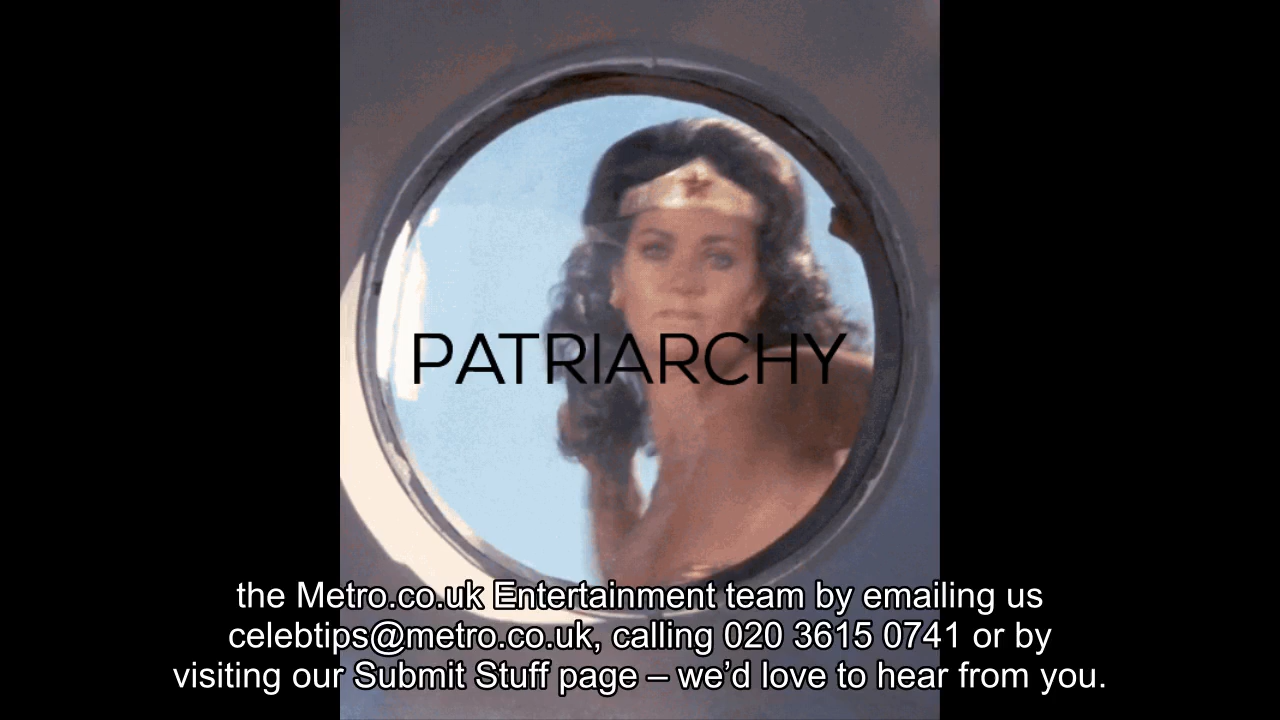 PATRIARCHY
the Metro.co.uk Entertainment team by emailing us
celebtips@metro.co.uk, calling 020 3615 0741 or by
visiting our Submit Stuff page – we’d love to hear from you.